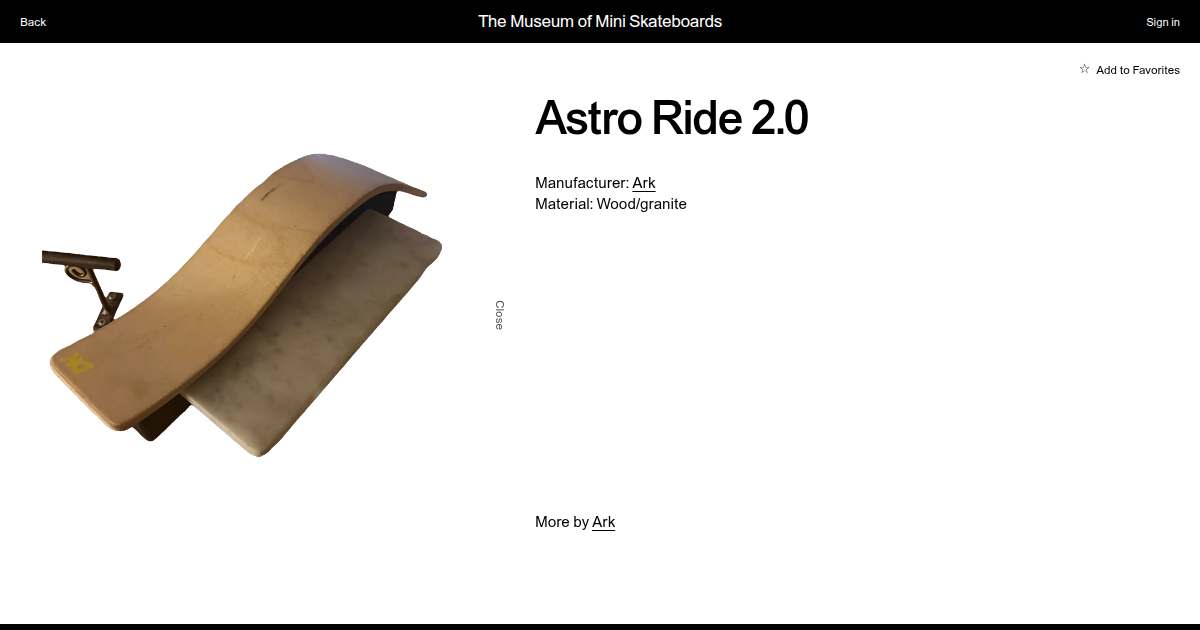 Back
The Museum of Mini Skateboards
Sign in
☆ Add to Favorites
Astro Ride 2.0
Manufacturer: Ark
Material: Wood/granite
Close
More by Ark